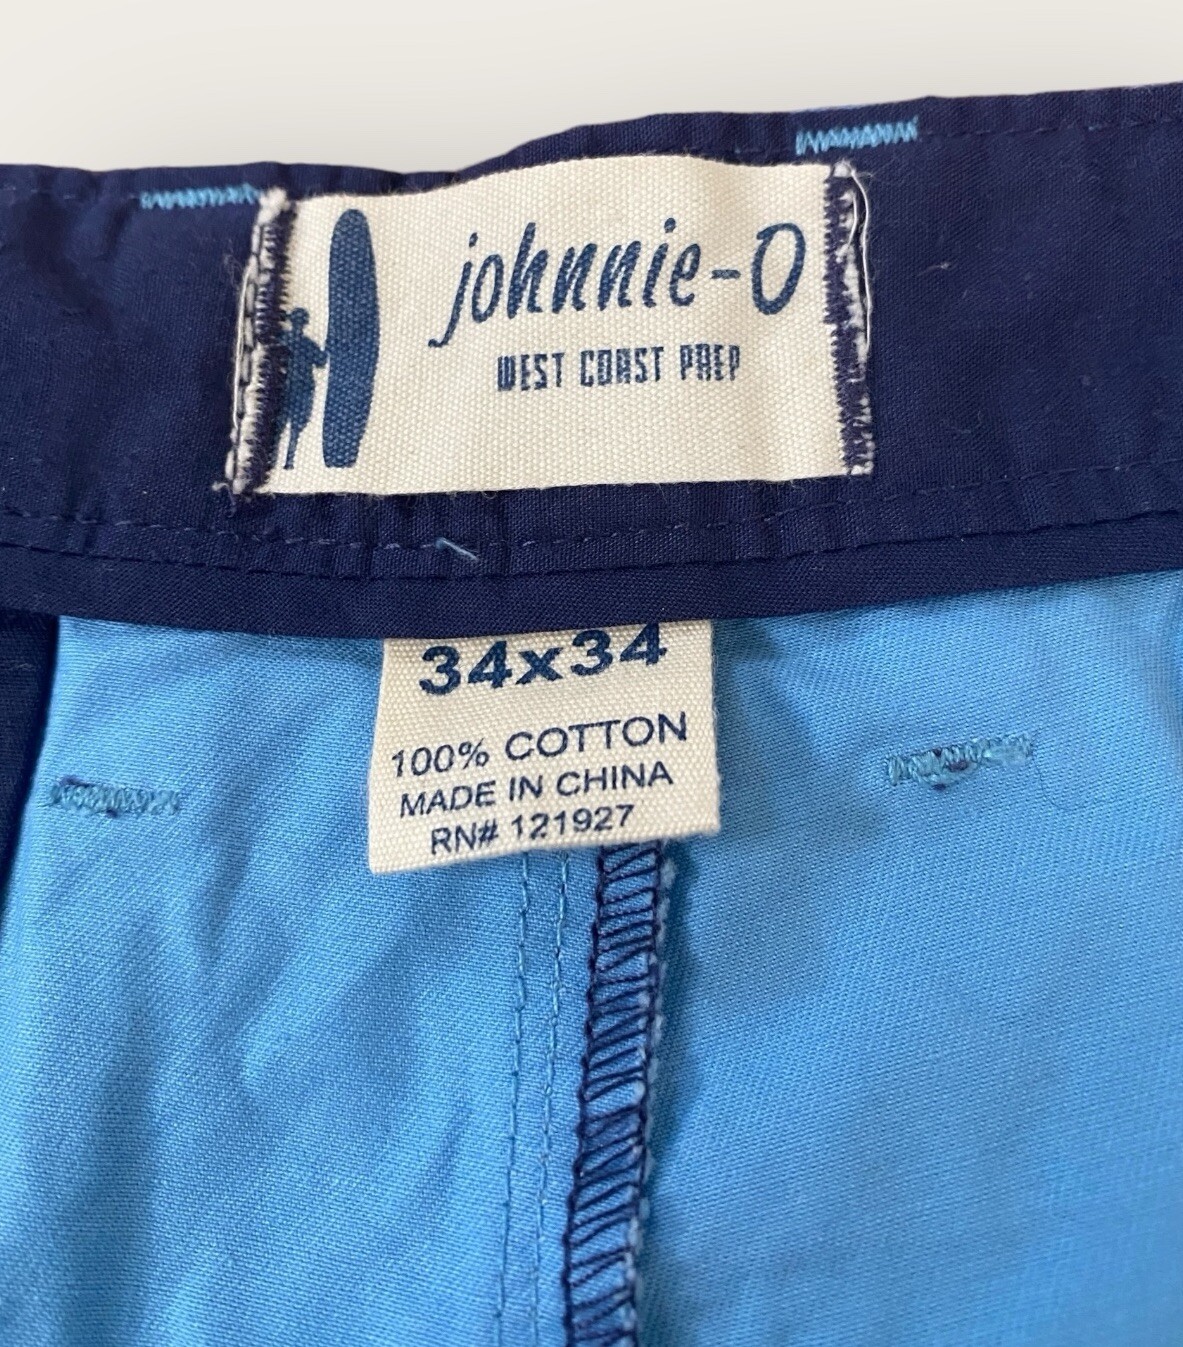 johnnie-O
WEST COAST PREP
34x34
100% COTTON
MADE IN CHINA
RN# 121927